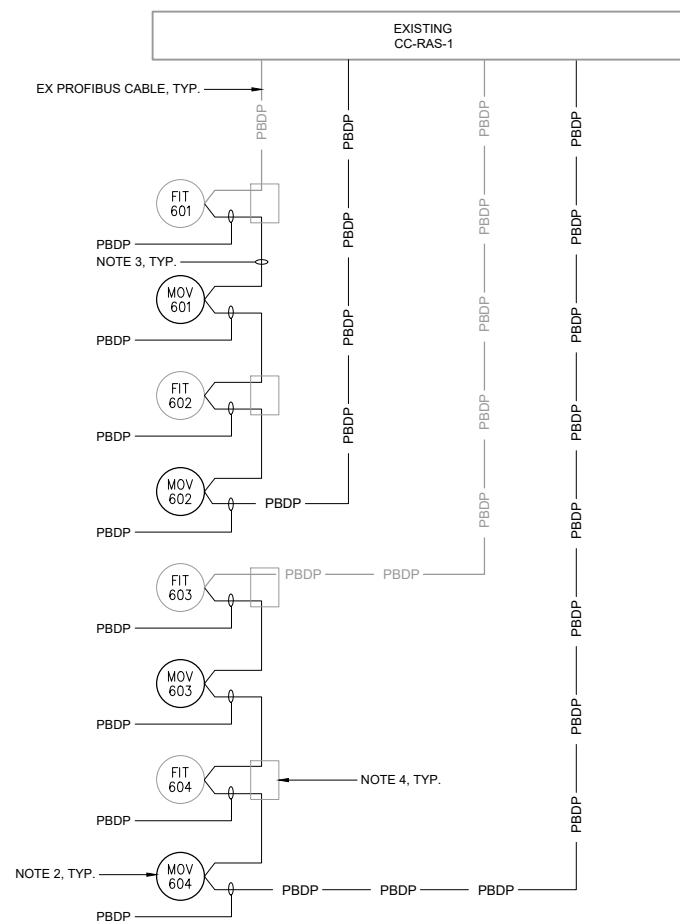 EXISTING
CC-RAS-1
EX PROFIBUS CABLE, TYP.
PBDP
PBDP
PBDP
PBDP
FIT
601
PBDP
PBDP
PBDP
PBDP
NOTE 3, TYP.
MOV
601
PBDP
PBDP
PBDP
PBDP
FIT
602
PBDP
PBDP
PBDP
PBDP
MOV
602
PBDP
PBDP
PBDP
PBDP
FIT
603
PBDP
PBDP
PBDP
PBDP
MOV
603
PBDP
PBDP
FIT
604
NOTE 4, TYP.
PBDP
PBDP
NOTE 2, TYP.
MOV
604
PBDP
PBDP
PBDP
PBDP